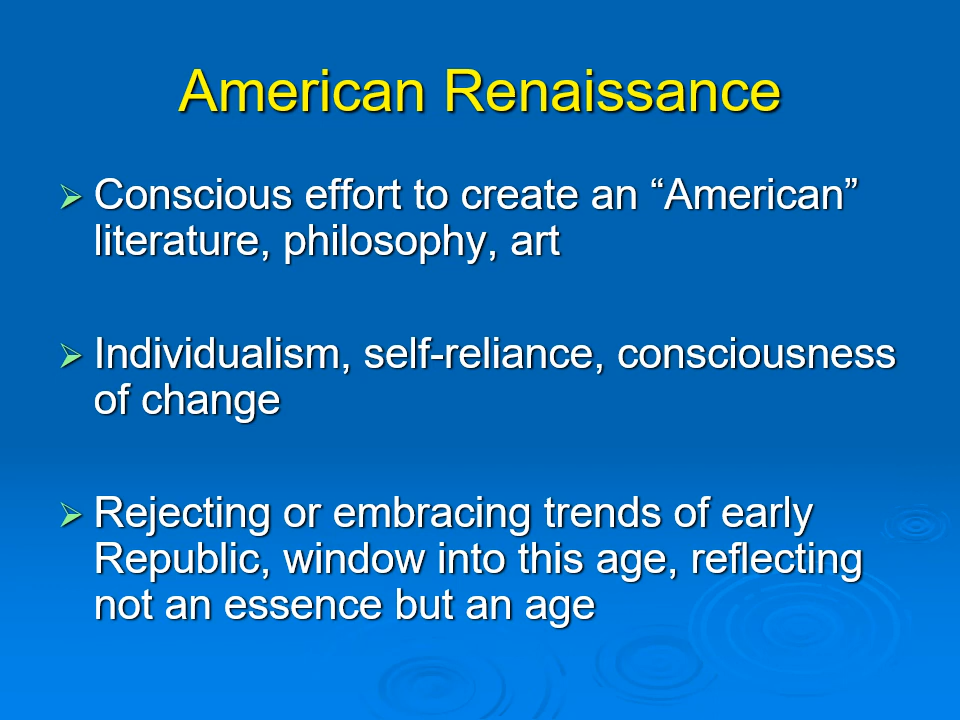 American Renaissance
Conscious effort to create an “American”
literature, philosophy, art
Individualism, self-reliance, consciousness
of change
Rejecting or embracing trends of early
Republic, window into this age, reflecting
not an essence but an age